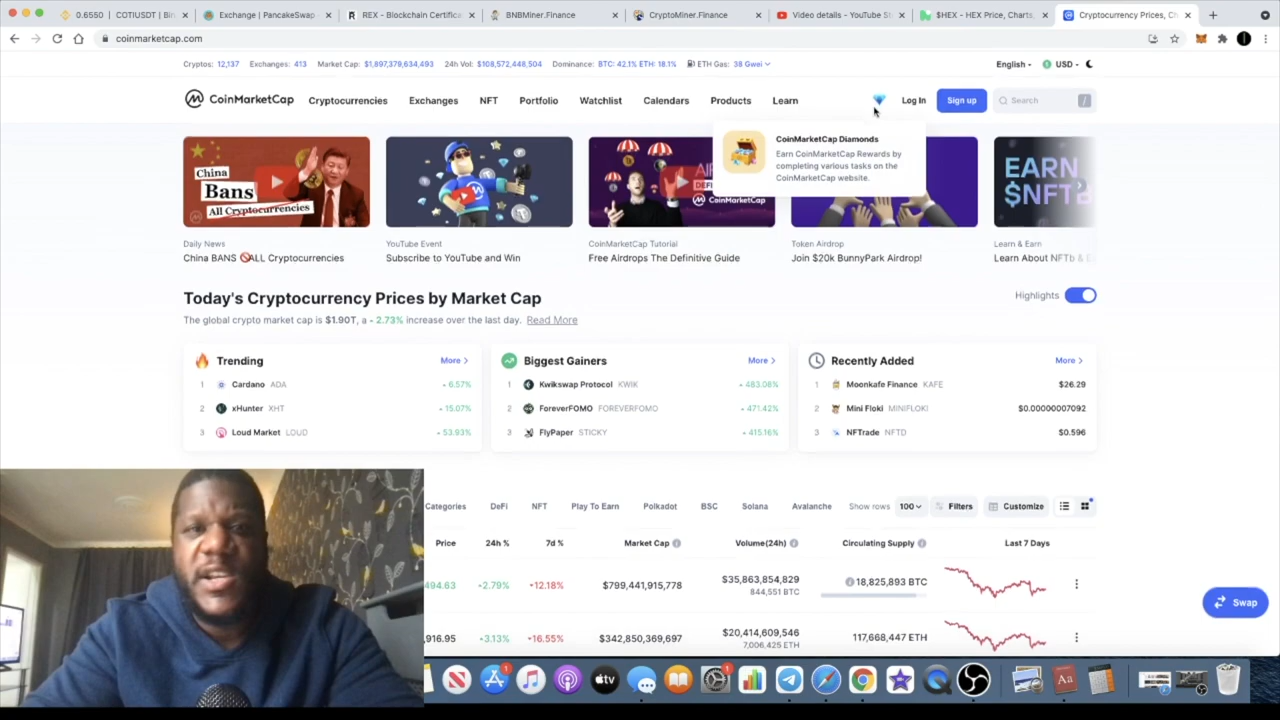 0.6550 | COTIUSDT | Bin
Exchange | PancakeSwap -
REX - Blockchain Certifica
BNBMiner.Finance
CryptoMiner.Finance
Video details - YouTube St
$HEX - HEX Price, Charts,
Cryptocurrency Prices, Ch
coinmarketcap.com
Cryptos: 12,137 Exchanges: 413 Market Cap: $1,897,379,634,493 24h Vol: $108,572,448,504 Dominance: BTC: 42.1% ETH: 18.1% ETH Gas: 38 Gwei
English USD
CoinMarketCap
Cryptocurrencies Exchanges NFT Portfolio Watchlist Calendars Products Learn
Log In Sign up Search /
CoinMarketCap Diamonds
Earn CoinMarketCap Rewards by
completing various tasks on the
CoinMarketCap website.
China
Bans
All Cryptocurrencies
CoinMarketCap
EARN
$NFT
Daily News
China BANS ALL Cryptocurrencies
YouTube Event
Subscribe to YouTube and Win
CoinMarketCap Tutorial
Free Airdrops The Definitive Guide
Token Airdrop
Join $20k BunnyPark Airdrop!
Learn & Earn
Learn About NFTb & E
Today's Cryptocurrency Prices by Market Cap
Highlights
The global crypto market cap is $1.90T, a 2.73% increase over the last day. Read More
Trending More
1 Cardano ADA 6.57%
2 xHunter XHT 15.07%
3 Loud Market LOUD 53.93%
Biggest Gainers More
1 Kwikswap Protocol KWIK 483.08%
2 ForeverFOMO FOREVERFOMO 471.42%
3 FlyPaper STICKY 415.16%
Recently Added More
1 Moonkafe Finance KAFE $26.29
2 Mini Floki MINIFLOKI $0.00000007092
3 NFTrade NFTD $0.596
Categories DeFi NFT Play To Earn Polkadot BSC Solana Avalanche Show rows 100 Filters Customize
Price 24h % 7d % Market Cap Volume(24h) Circulating Supply Last 7 Days
494.63 2.79% 12.18% $799,441,915,778 $35,863,854,829 18,825,893 BTC
844,551 BTC
,916.95 3.13% 16.55% $342,850,369,697 $20,414,609,546 117,668,447 ETH
7,006,425 ETH
Swap
tv
Aa